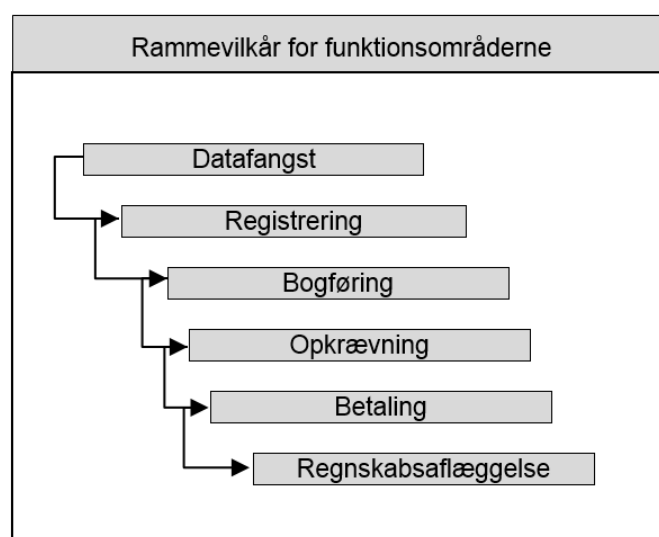 Rammevilkår for funktionsområderne
Datafangst
Registrering
Bogføring
Opkrævning
Betaling
Regnskabsaflæggelse